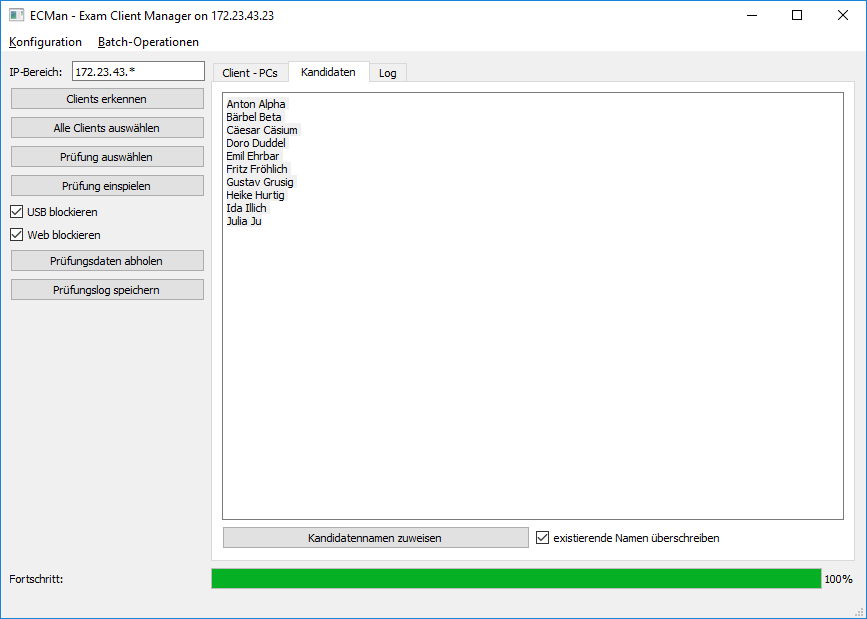 ECMan - Exam Client Manager on 172.23.43.23
Konfiguration Batch-Operationen
IP-Bereich: 172.23.43.*
Client - PCs Kandidaten Log
Clients erkennen
Alle Clients auswählen
Prüfung auswählen
Prüfung einspielen
USB blockieren
Web blockieren
Prüfungsdaten abholen
Prüfungslog speichern
Anton Alpha
Bärbel Beta
Cäesar Cäsium
Doro Duddel
Emil Ehrbar
Fritz Fröhlich
Gustav Grusig
Heike Hurtig
Ida Illich
Julia Ju
Kandidatennamen zuweisen existierende Namen überschreiben
Fortschritt: 100%